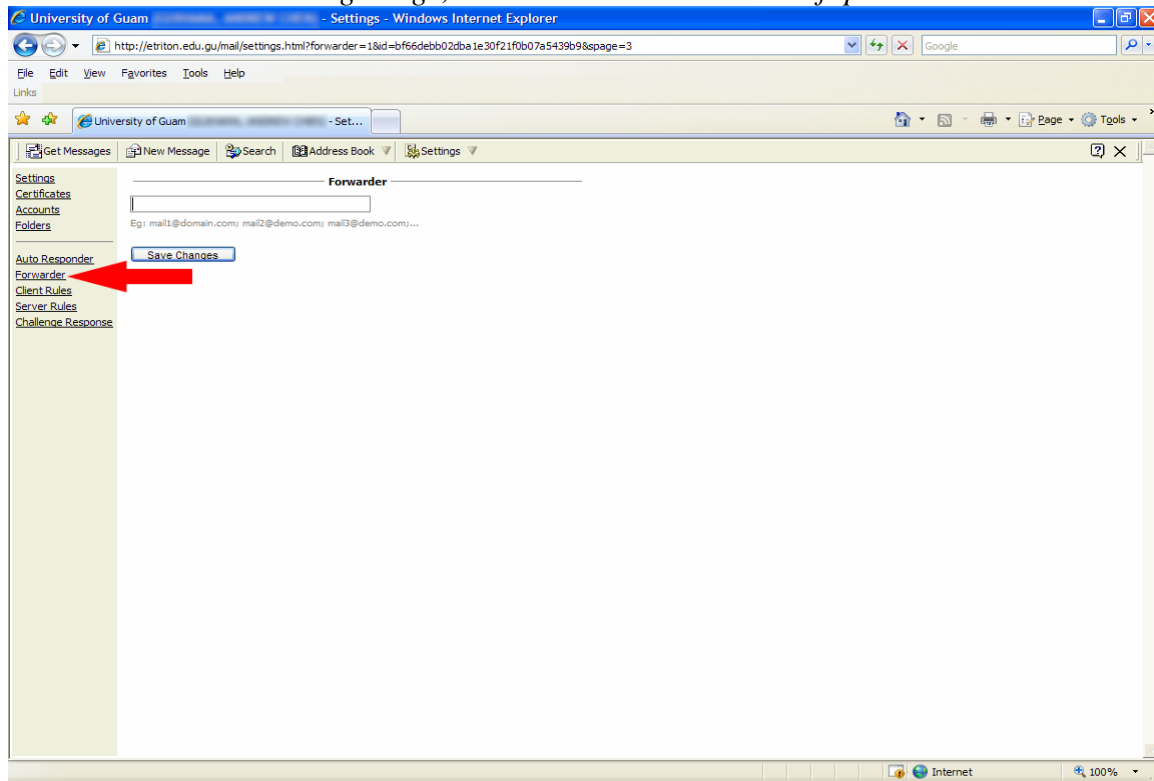 University of Guam - Settings - Windows Internet Explorer
http://etriton.edu.gu/mail/settings.html?forwarder=1&id=bf66debb02dba1e30f21f0b07a5439b9&spage=3
Google
File Edit View Favorites Tools Help
Links
University of Guam - Set...
Page Tools
Get Messages New Message Search Address Book Settings
Settings
Certificates
Accounts
Folders
Auto Responder
Forwarder
Client Rules
Server Rules
Challenge Response
Forwarder
Eg: mail1@domain.com; mail2@demo.com; mail3@demo.com;...
Save Changes
Internet 100%